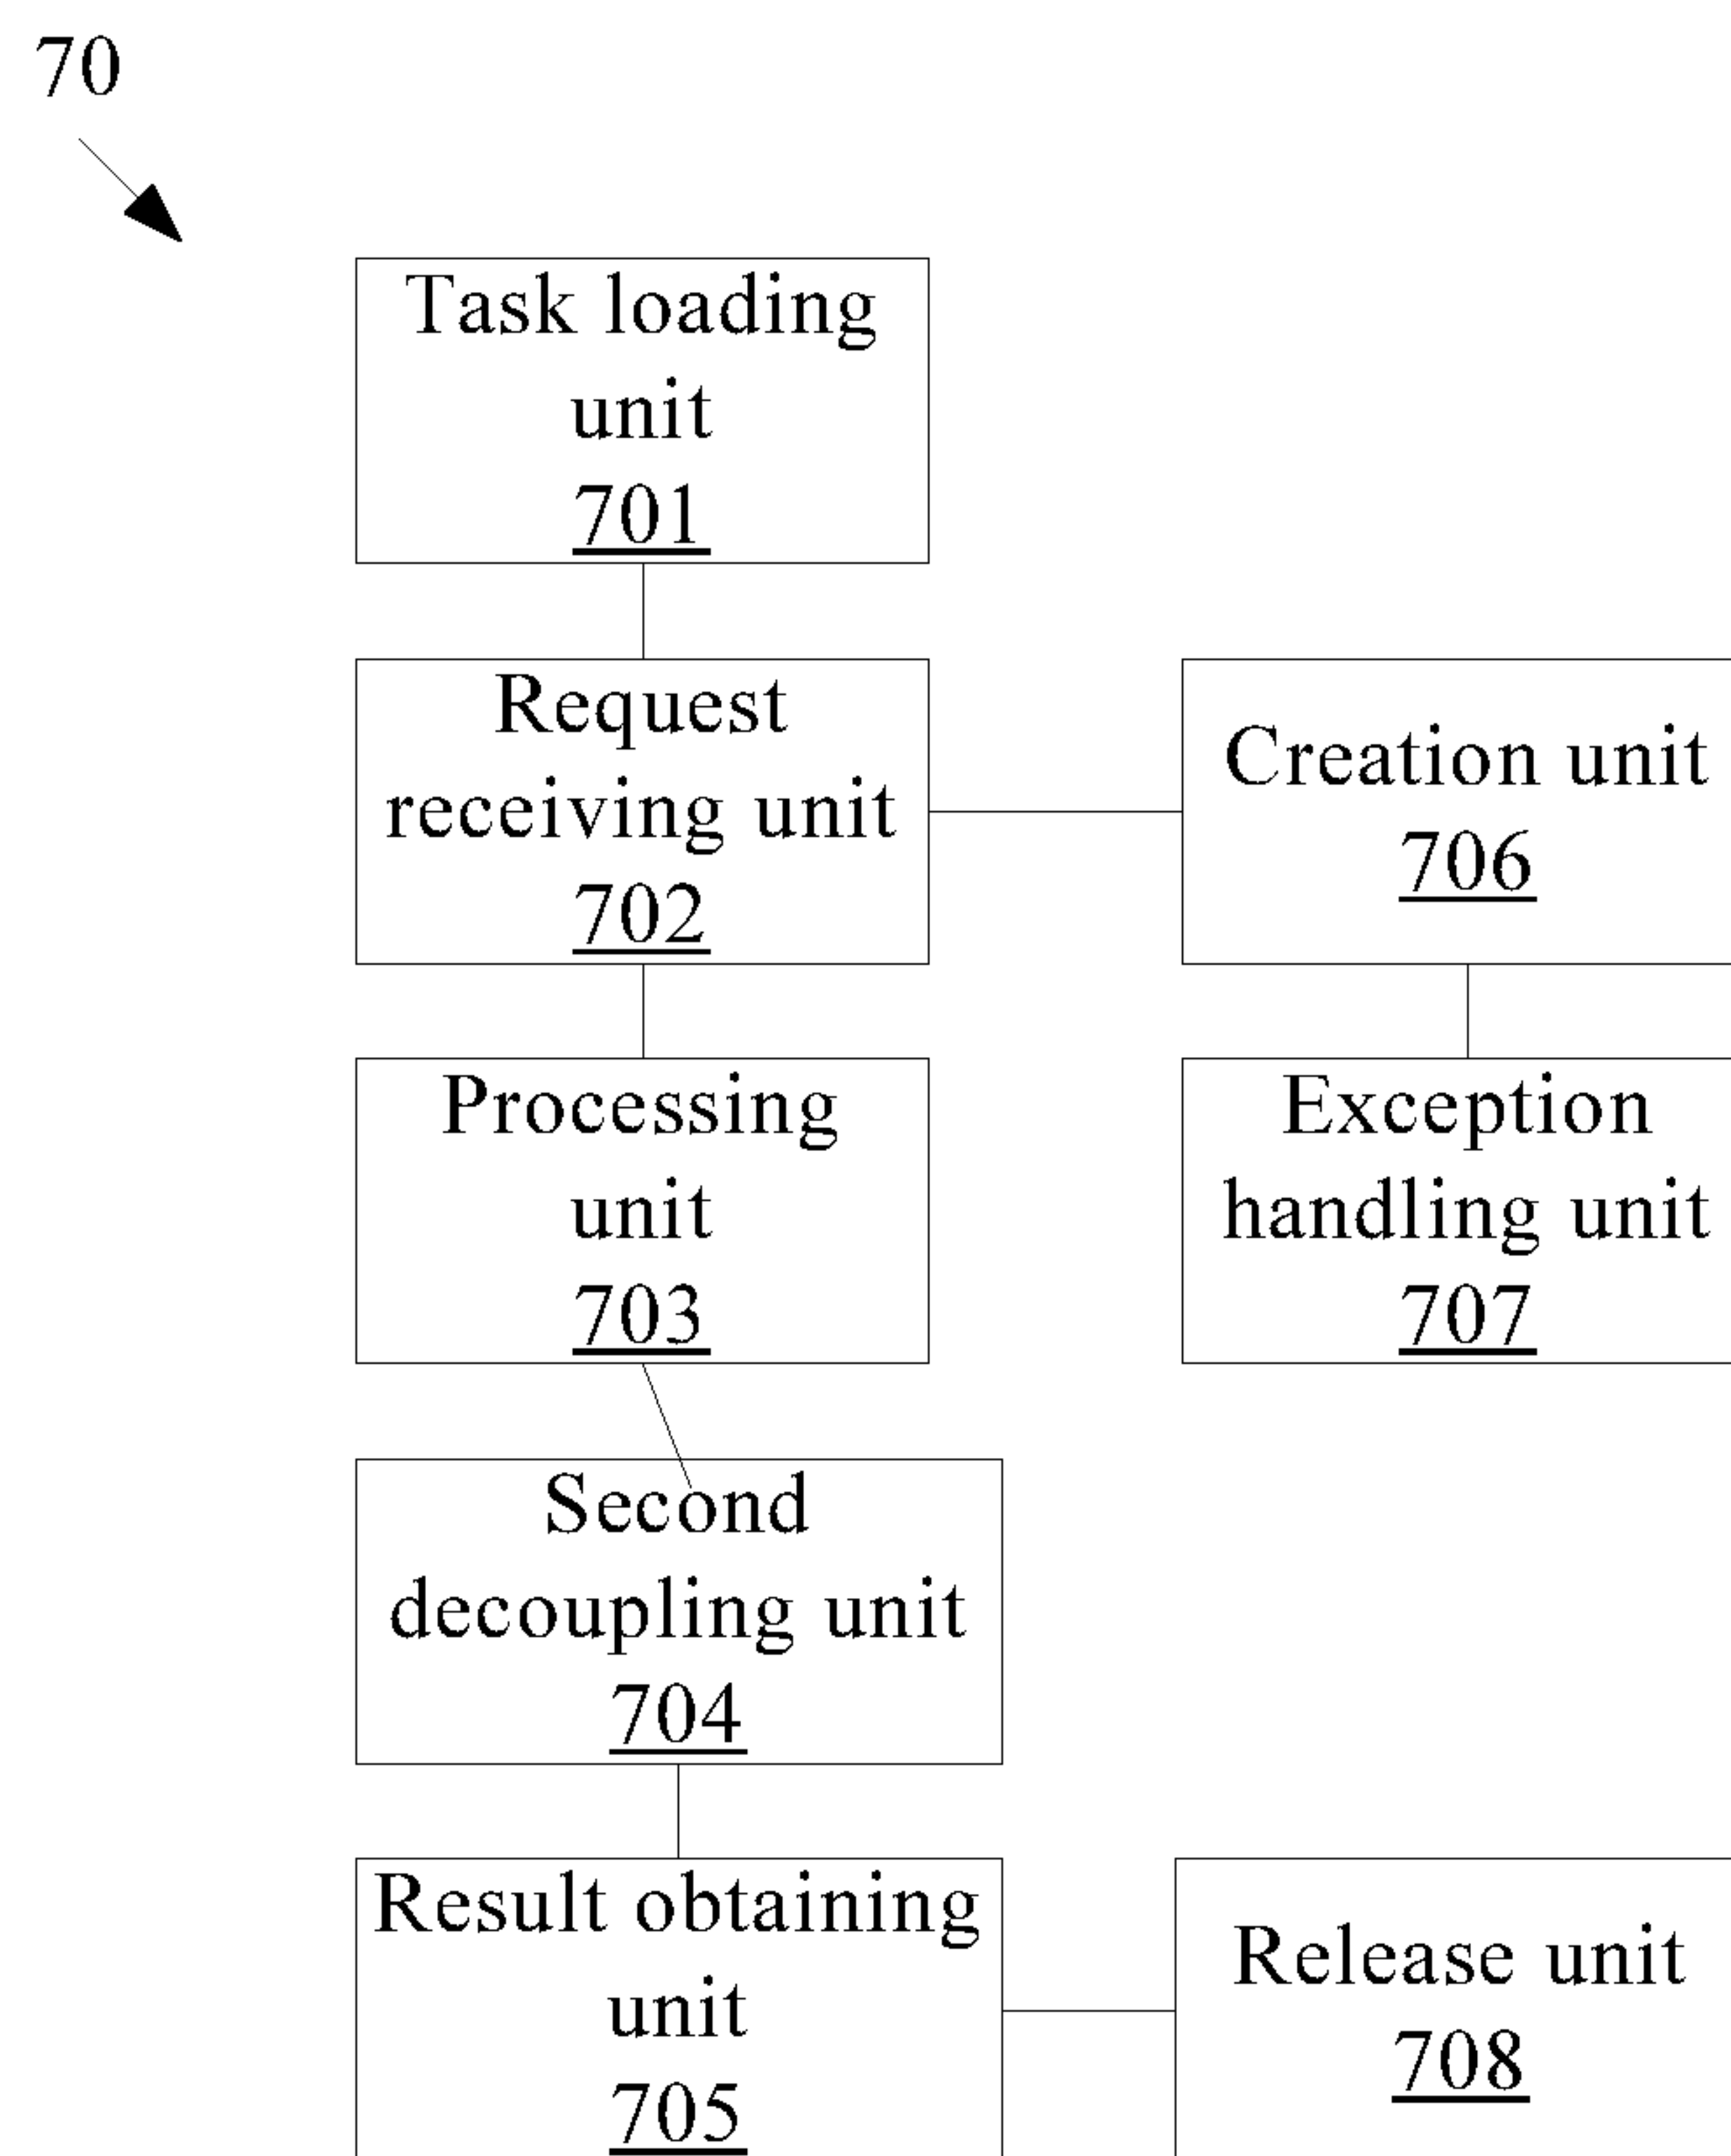 70
Task loading
unit
701
Request
receiving unit
702
Creation unit
706
Processing
unit
703
Exception
handling unit
707
Second
decoupling unit
704
Result obtaining
unit
705
Release unit
708